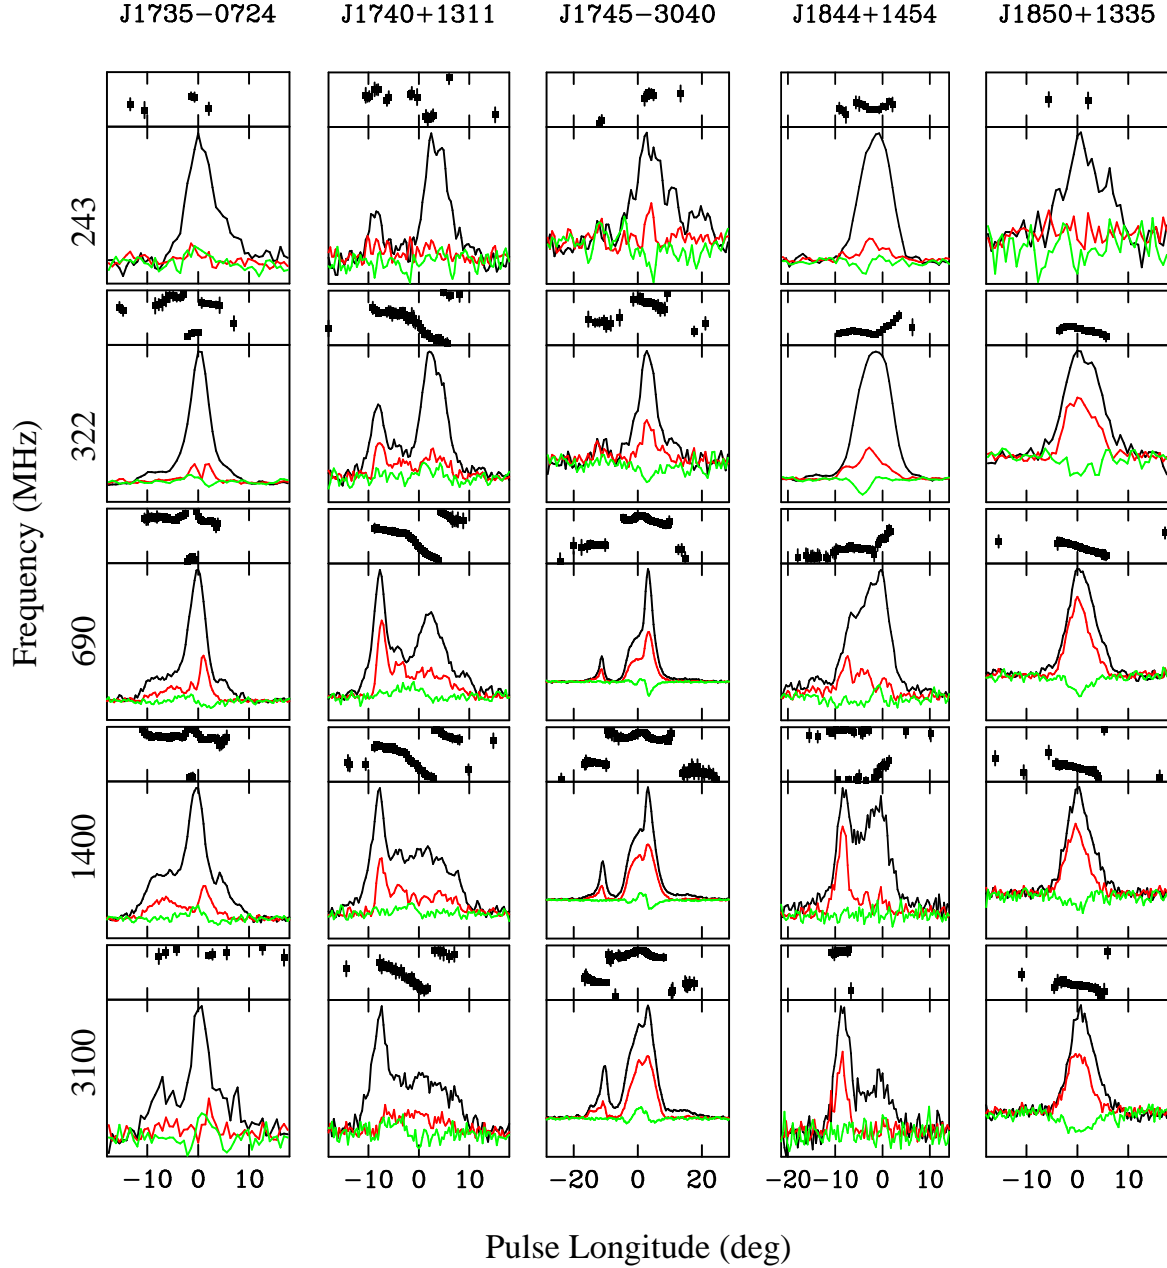 J1735−0724 J1740+1311 J1745−3040 J1844+1454 J1850+1335
243
322
690
1400
3100
Frequency (MHz)
−10 0 10 −10 0 10 −20 0 20 −20 −10 0 10 −10 0 10
Pulse Longitude (deg)